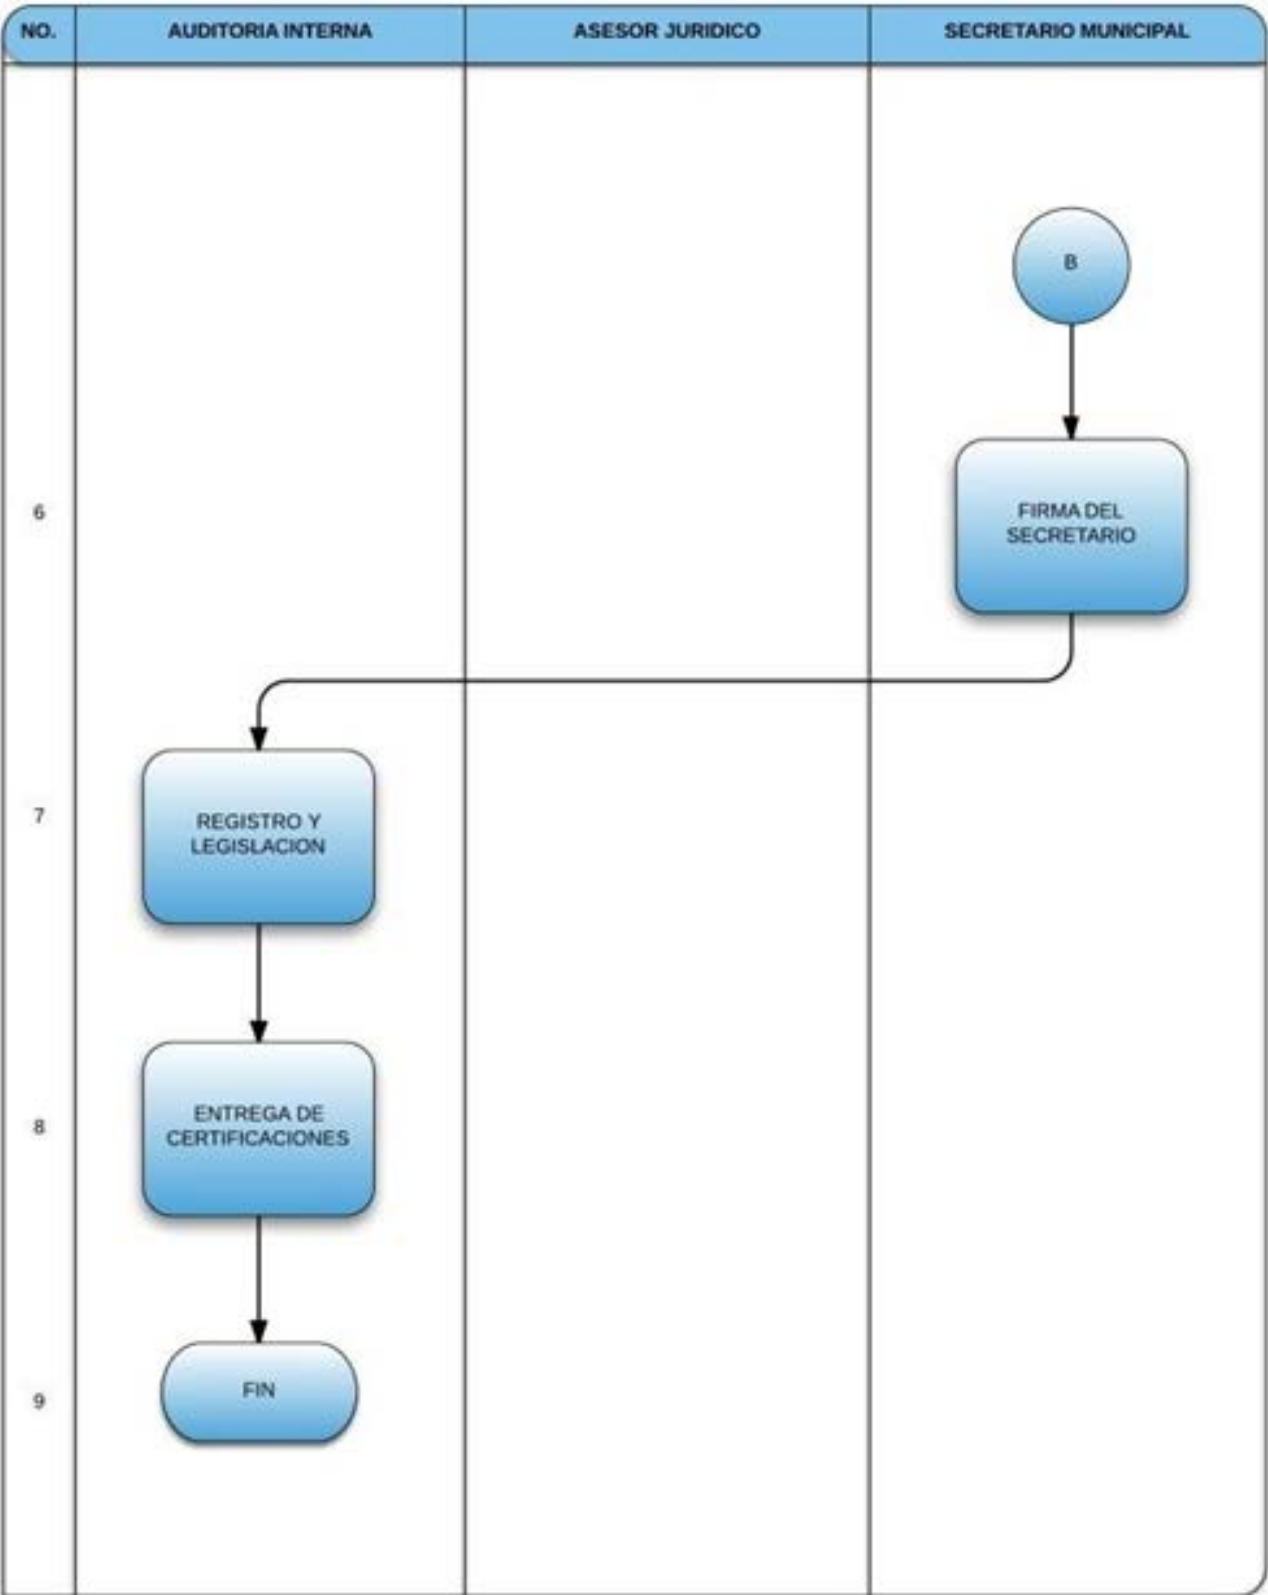 NO.
AUDITORIA INTERNA
ASESOR JURIDICO
SECRETARIO MUNICIPAL
B
6
FIRMA DEL
SECRETARIO
7
REGISTRO Y
LEGISLACION
8
ENTREGA DE
CERTIFICACIONES
9
FIN